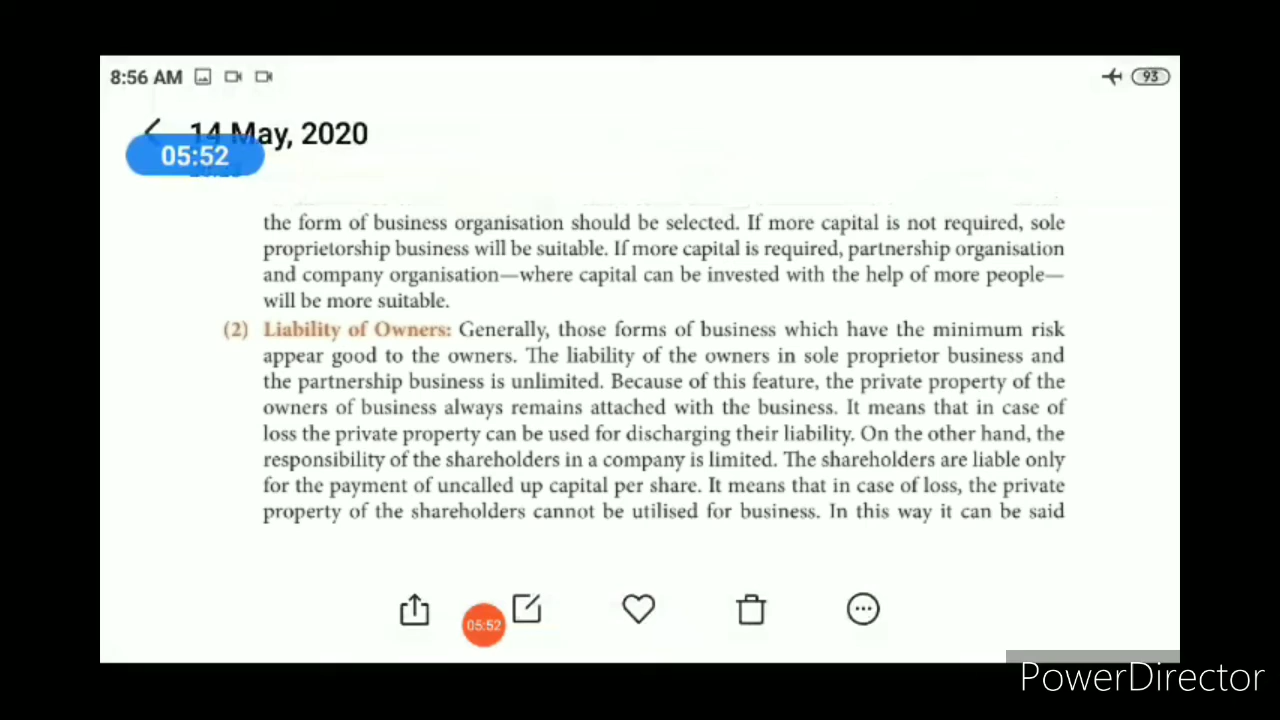 8:56 AM
93
14 May, 2020
05:52
the form of business organisation should be selected. If more capital is not required, sole
proprietorship business will be suitable. If more capital is required, partnership organisation
and company organisation—where capital can be invested with the help of more people—
will be more suitable.
(2) Liability of Owners: Generally, those forms of business which have the minimum risk
appear good to the owners. The liability of the owners in sole proprietor business and
the partnership business is unlimited. Because of this feature, the private property of the
owners of business always remains attached with the business. It means that in case of
loss the private property can be used for discharging their liability. On the other hand, the
responsibility of the shareholders in a company is limited. The shareholders are liable only
for the payment of uncalled up capital per share. It means that in case of loss, the private
property of the shareholders cannot be utilised for business. In this way it can be said
05:52
PowerDirector